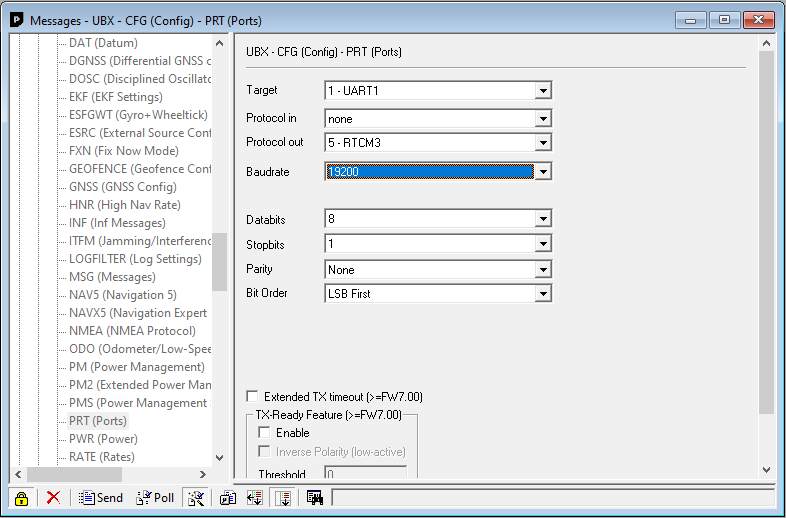 Messages - UBX - CFG (Config) - PRT (Ports)
DAT (Datum)
DGNSS (Differential GNSS c
DOSC (Disciplined Oscillato
EKF (EKF Settings)
ESFGWT (Gyro+Wheeltick)
ESRC (External Source Conf
FXN (Fix Now Mode)
GEOFENCE (Geofence Config
GNSS (GNSS Config)
HNR (High Nav Rate)
INF (Inf Messages)
ITFM (Jamming/Interferenc
LOGFILTER (Log Settings)
MSG (Messages)
NAV5 (Navigation 5)
NAVX5 (Navigation Expert
NMEA (NMEA Protocol)
ODO (Odometer/Low-Spee
PM (Power Management)
PM2 (Extended Power Man
PMS (Power Management
PRT (Ports)
PWR (Power)
RATE (Rates)
UBX - CFG (Config) - PRT (Ports)
Target 1 - UART1
Protocol in none
Protocol out 5 - RTCM3
Baudrate 19200
Databits 8
Stopbits 1
Parity None
Bit Order LSB First
Extended TX timeout (>=FW7.00)
TX-Ready Feature (>=FW7.00)
Enable
Inverse Polarity (low-active)
Threshold 0
Send Poll